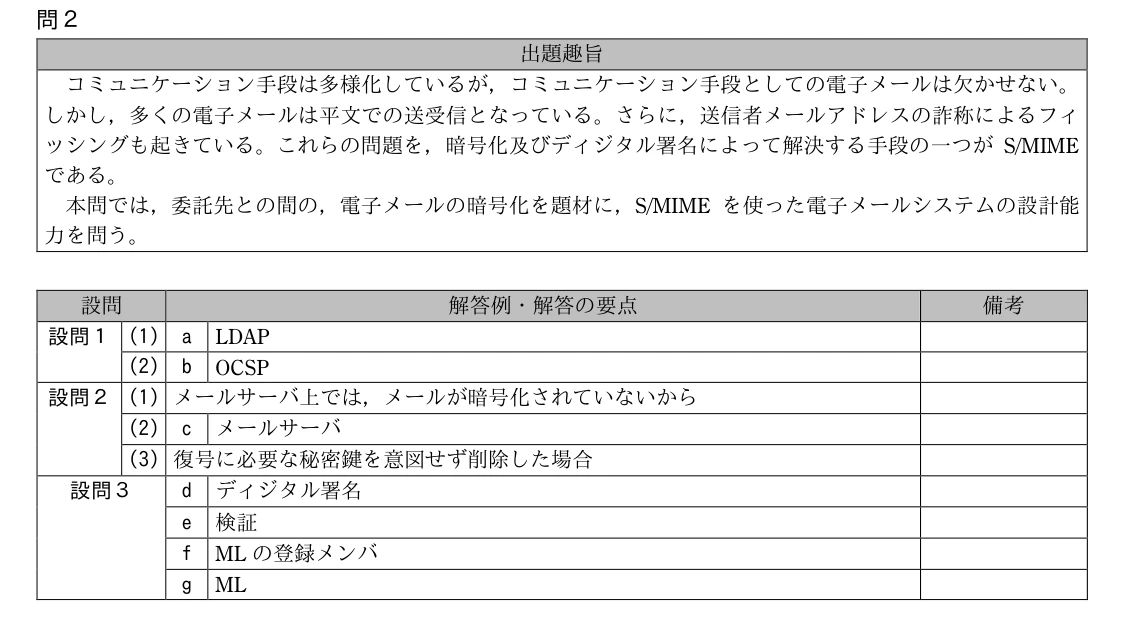 問2
出題趣旨
コミュニケーション手段は多様化しているが，コミュニケーション手段としての電子メールは欠かせない。
しかし，多くの電子メールは平文での送受信となっている。さらに，送信者メールアドレスの詐称によるフィ
ッシングも起きている。これらの問題を，暗号化及びディジタル署名によって解決する手段の一つが S/MIME
である。
本問では，委託先との間の，電子メールの暗号化を題材に，S/MIME を使った電子メールシステムの設計能
力を問う。
設問 解答例・解答の要点 備考
設問1 (1) a LDAP
(2) b OCSP
設問2 (1) メールサーバ上では，メールが暗号化されていないから
(2) c メールサーバ
(3) 復号に必要な秘密鍵を意図せず削除した場合
設問3 d ディジタル署名
e 検証
f MLの登録メンバ
g ML